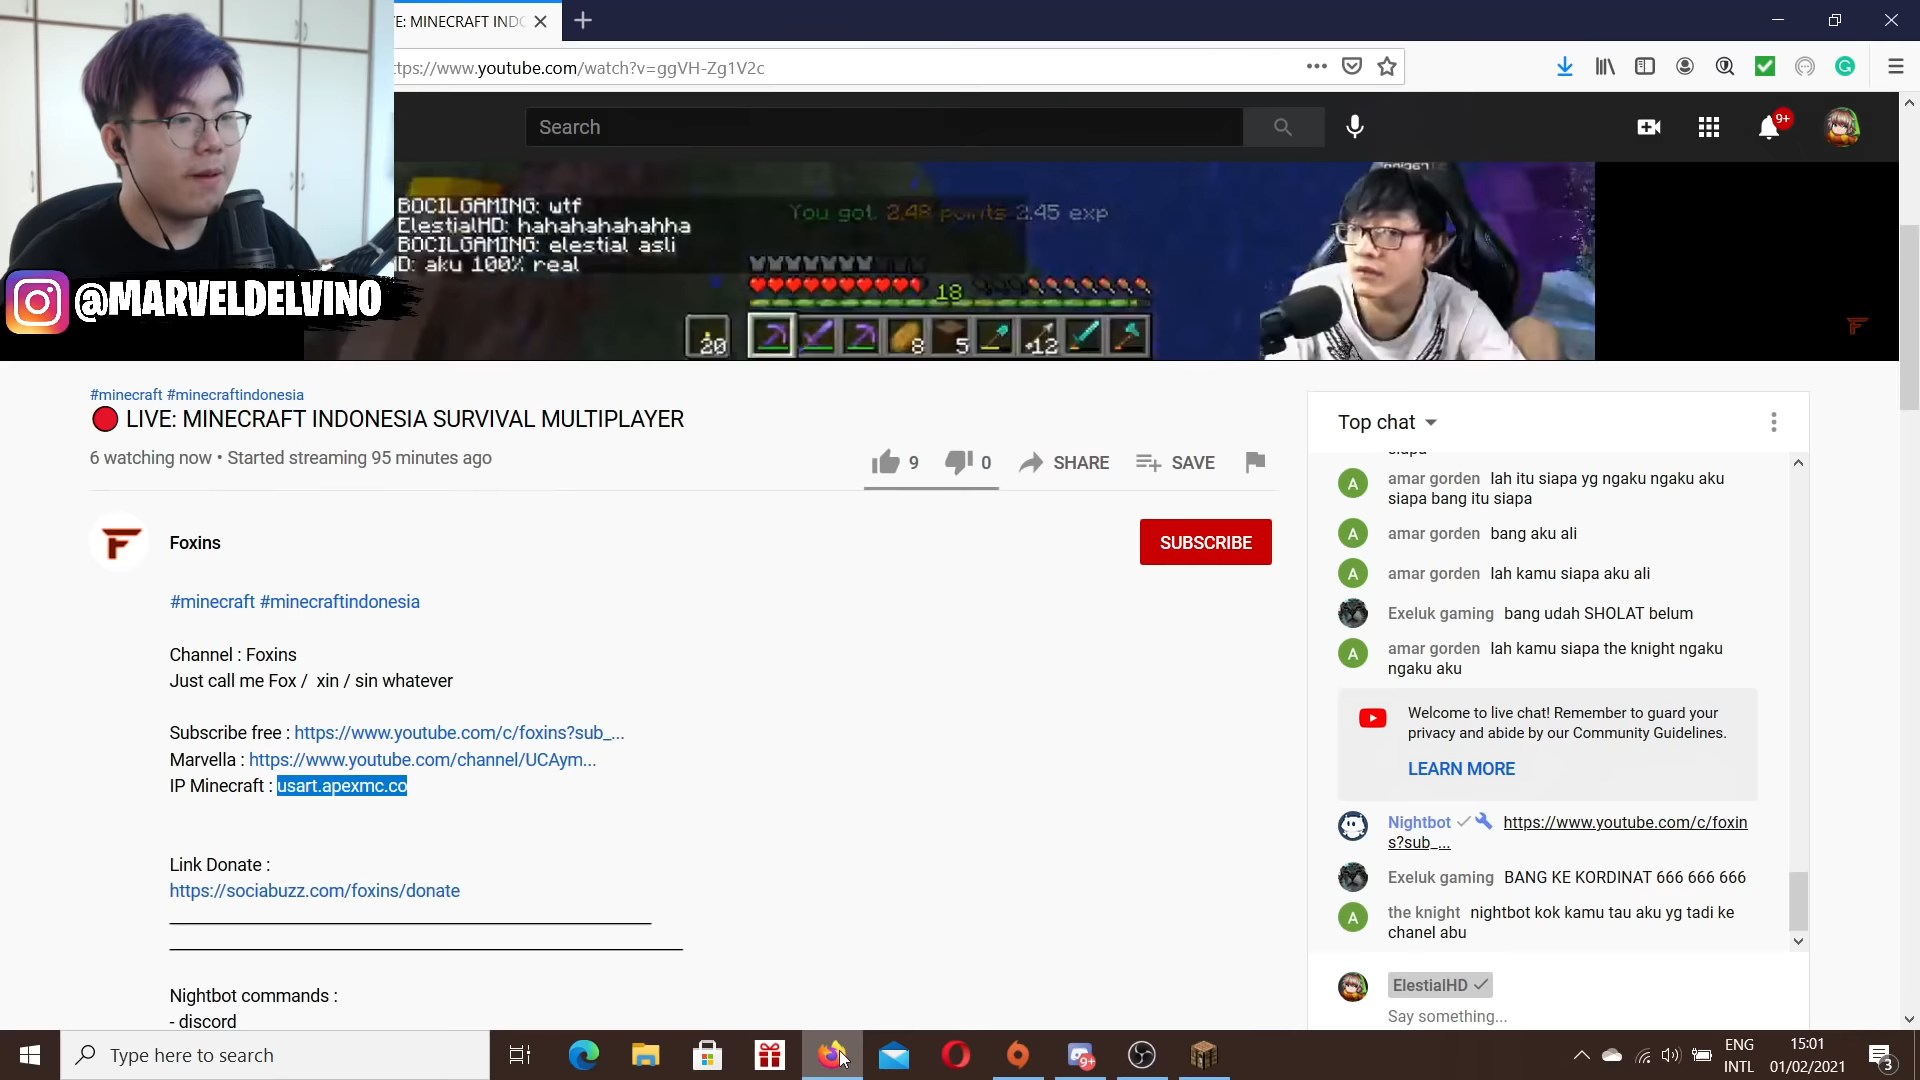 E: MINECRAFT IND
tps://www.youtube.com/watch?v=ggVH-Zg1V2c
Search
9+
BOCILGAMING: wtf
ElestialHD: hahahahahahha
BOCILGAMING: elestial asli
D: aku 100% real
You got 2.48 points 2.45 exp
18
20
8
5
12
@MARVELDELVINO
#minecraft #minecraftindonesia
LIVE: MINECRAFT INDONESIA SURVIVAL MULTIPLAYER
6 watching now • Started streaming 95 minutes ago
9
0
SHARE
SAVE
Foxins
SUBSCRIBE
#minecraft #minecraftindonesia
Channel : Foxins
Just call me Fox / xin / sin whatever
Subscribe free : https://www.youtube.com/c/foxins?sub_...
Marvella : https://www.youtube.com/channel/UCAym...
IP Minecraft : usart.apexmc.co
Link Donate :
https://sociabuzz.com/foxins/donate
Nightbot commands :
- discord
Top chat
A
amar gorden lah itu siapa yg ngaku ngaku aku
siapa bang itu siapa
A
amar gorden bang aku ali
A
amar gorden lah kamu siapa aku ali
Exeluk gaming bang udah SHOLAT belum
A
amar gorden lah kamu siapa the knight ngaku
ngaku aku
Welcome to live chat! Remember to guard your
privacy and abide by our Community Guidelines.
LEARN MORE
Nightbot https://www.youtube.com/c/foxin
s?sub_...
Exeluk gaming BANG KE KORDINAT 666 666 666
A
the knight nightbot kok kamu tau aku yg tadi ke
chanel abu
ElestialHD
Say something...
Type here to search
9+
ENG
INTL
15:01
01/02/2021
3